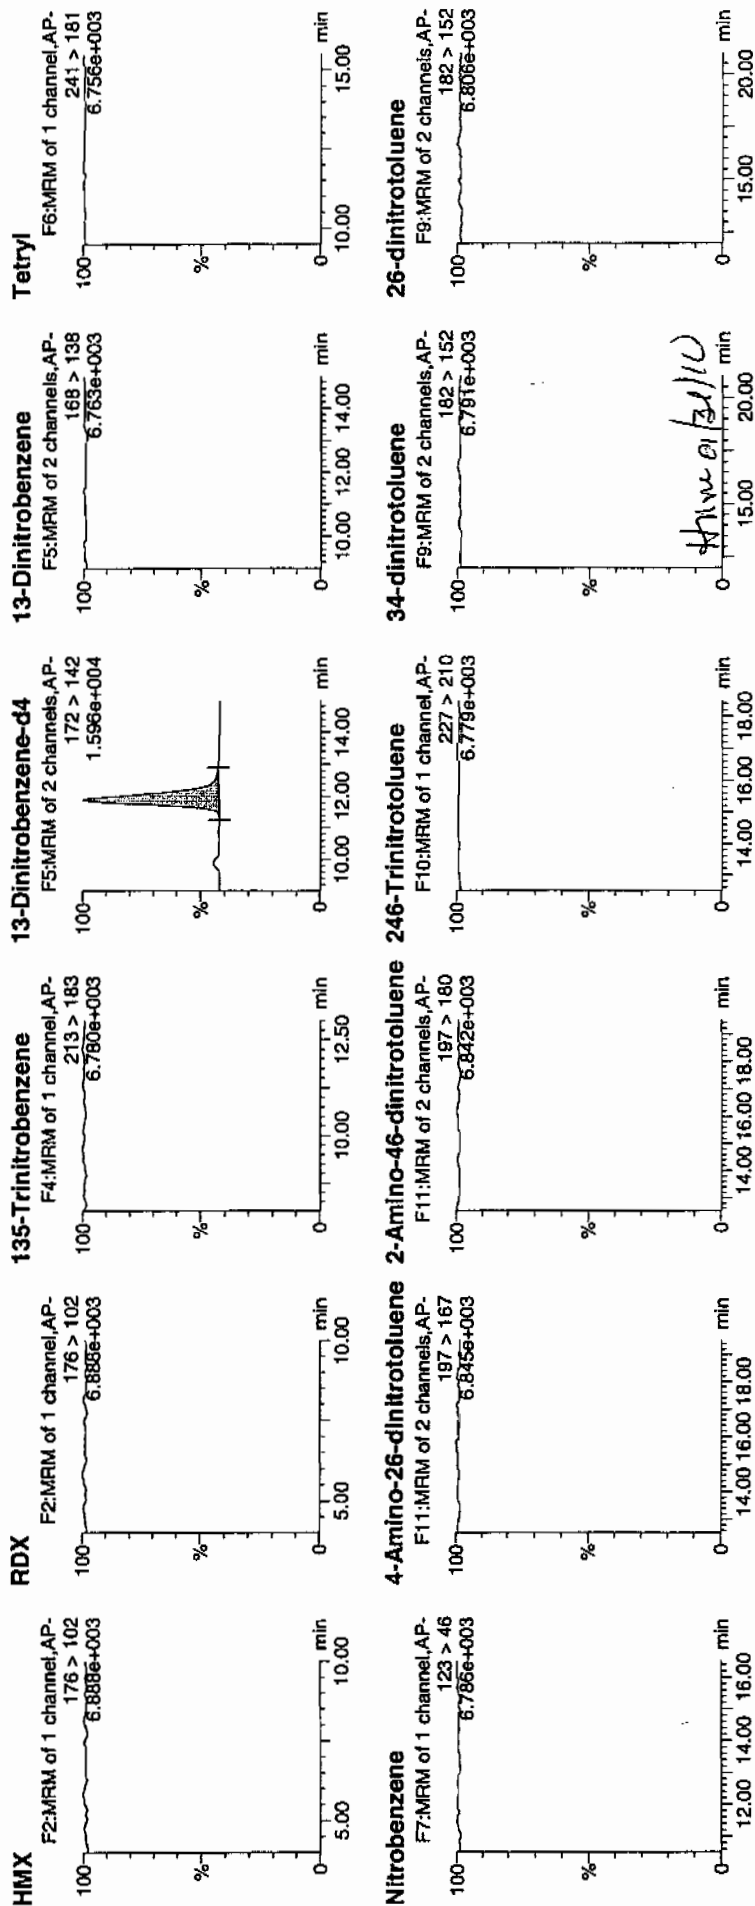 HMX
F2:MRM of 1 channel,AP-
176 > 102
6.888e+003
100
%
0
5.00
10.00
min
RDX
F2:MRM of 1 channel,AP-
176 > 102
6.888e+003
100
%
0
5.00
10.00
min
135-Trinitrobenzene
F4:MRM of 1 channel,AP-
213 > 183
6.780e+003
100
%
0
10.00
12.50
min
13-Dinitrobenzene-d4
F5:MRM of 2 channels,AP-
172 > 142
1.596e+004
100
%
0
10.00
12.00
14.00
min
13-Dinitrobenzene
F5:MRM of 2 channels,AP-
168 > 138
6.763e+003
100
%
0
10.00
12.00
14.00
min
Tetryl
F6:MRM of 1 channel,AP-
241 > 181
6.756e+003
100
%
0
10.00
15.00
min
Nitrobenzene
F7:MRM of 1 channel,AP-
123 > 46
6.786e+003
100
%
0
12.00
14.00
16.00
min
4-Amino-26-dinitrotoluene
F11:MRM of 2 channels,AP-
197 > 167
6.845e+003
100
%
0
14.00
16.00
18.00
min
2-Amino-46-dinitrotoluene
F11:MRM of 2 channels,AP-
197 > 180
6.842e+003
100
%
0
14.00
16.00
18.00
min
246-Trinitrotoluene
F10:MRM of 1 channel,AP-
227 > 210
6.779e+003
100
%
0
14.00
16.00
18.00
min
34-dinitrotoluene
F9:MRM of 2 channels,AP-
182 > 152
6.791e+003
100
%
0
15.00
20.00
min
26-dinitrotoluene
F9:MRM of 2 channels,AP-
182 > 152
6.806e+003
100
%
0
15.00
20.00
min